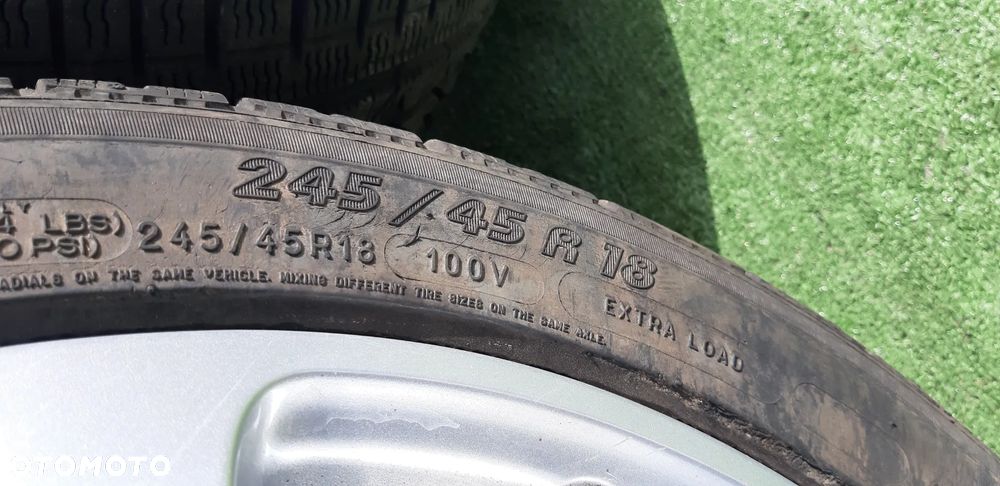 245/45 R 18
LBS)
PSI) 245/45R18 100V EXTRA LOAD
ON THE SAME VEHICLE. MIXING DIFFERENT TIRE SIZES ON THE SAME AXLE.
OTOMOTO